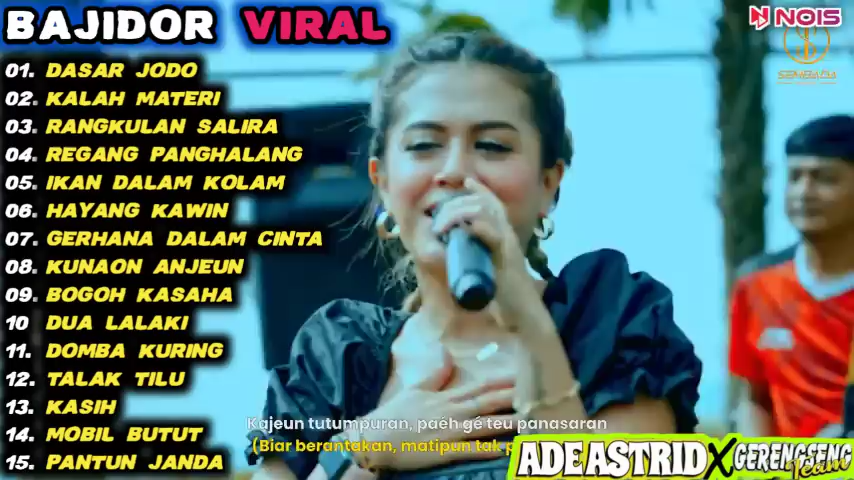 BAJIDOR VIRAL
NOIS
SEMBADA
01. DASAR JODO
02. KALAH MATERI
03. RANGKULAN SALIRA
04. REGANG PANGHALANG
05. IKAN DALAM KOLAM
06. HAYANG KAWIN
07. GERHANA DALAM CINTA
08. KUNAON ANJEUN
09. BOGOH KASAHA
10 DUA LALAKI
11. DOMBA KURING
12. TALAK TILU
13. KASIH
14. MOBIL BUTUT
15. PANTUN JANDA
Kajeun tutumpuran, paéh gé teu panasaran
(Biar berantakan, matipun tak
ADE ASTRID X GERENGSENG
Team